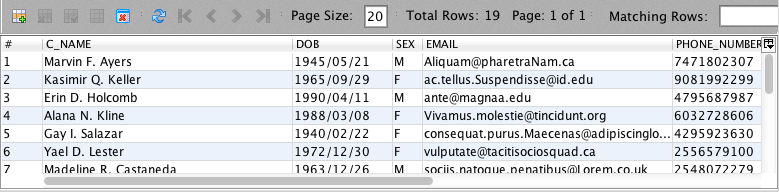 Page Size: 20 Total Rows: 19 Page: 1 of 1 Matching Rows:
# C_NAME DOB SEX EMAIL PHONE_NUMBER
1 Marvin F. Ayers 1945/05/21 M Aliquam@pharetraNam.ca 7471802307
2 Kasimir Q. Keller 1965/09/29 F ac.tellus.Suspendisse@id.edu 9081992299
3 Erin D. Holcomb 1990/04/11 M ante@magnaa.edu 4795687987
4 Alana N. Kline 1988/03/08 F Vivamus.molestie@tincidunt.org 6032728606
5 Gay I. Salazar 1940/02/22 F consequat.purus.Maecenas@adipiscinglo... 4295923630
6 Yael D. Lester 1972/12/30 F vulputate@tacitisociosquad.ca 2556579100
7 Madeline R. Castaneda 1963/12/26 M sociis.natoque.penatibus@Lorem.co.uk 2548072279